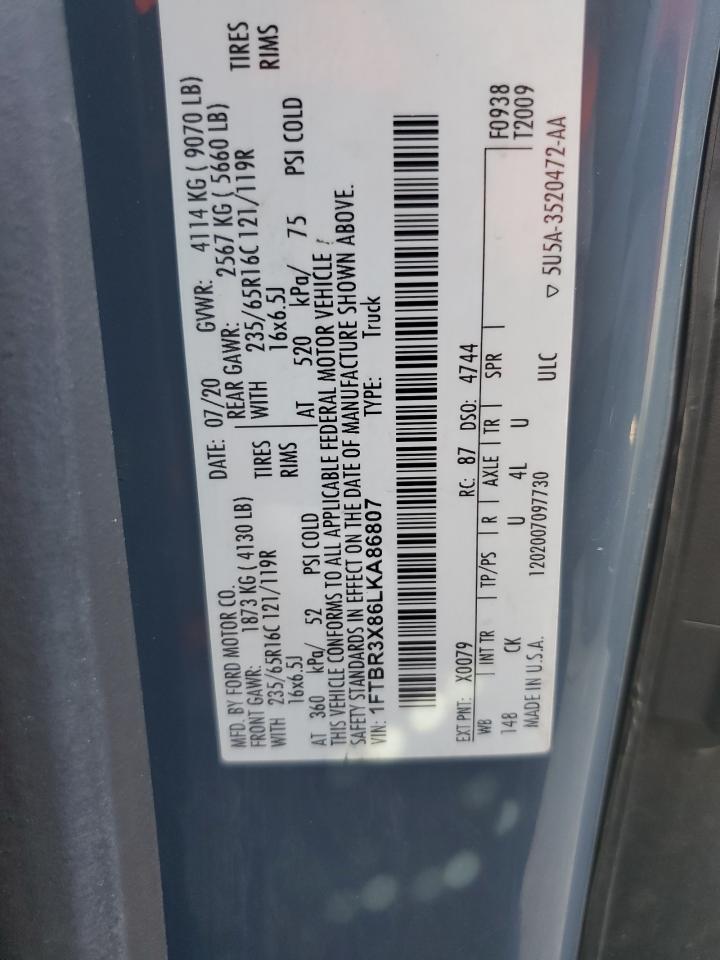 MFD. BY FORD MOTOR CO.
DATE: 07/20 GVWR: 4114 KG ( 9070 LB)
FRONT GAWR: 1873 KG ( 4130 LB) REAR GAWR: 2567 KG ( 5660 LB)
WITH 235/65R16C 121/119R TIRES WITH 235/65R16C 121/119R TIRES
16x6.5J RIMS 16x6.5J RIMS
AT 360 kPa/ 52 PSI COLD AT 520 kPa/ 75 PSI COLD
THIS VEHICLE CONFORMS TO ALL APPLICABLE FEDERAL MOTOR VEHICLE
SAFETY STANDARDS IN EFFECT ON THE DATE OF MANUFACTURE SHOWN ABOVE.
VIN: 1FTBR3X86LKA86807 TYPE: Truck
EXT PNT: X0079 RC: 87 DSO: 4744 F0938
WB INT TR TP/PS R AXLE TR SPR T2009
148 CK U 4L U
MADE IN U.S.A. 1202007097730 ULC ▽ 5U5A-3520472-AA